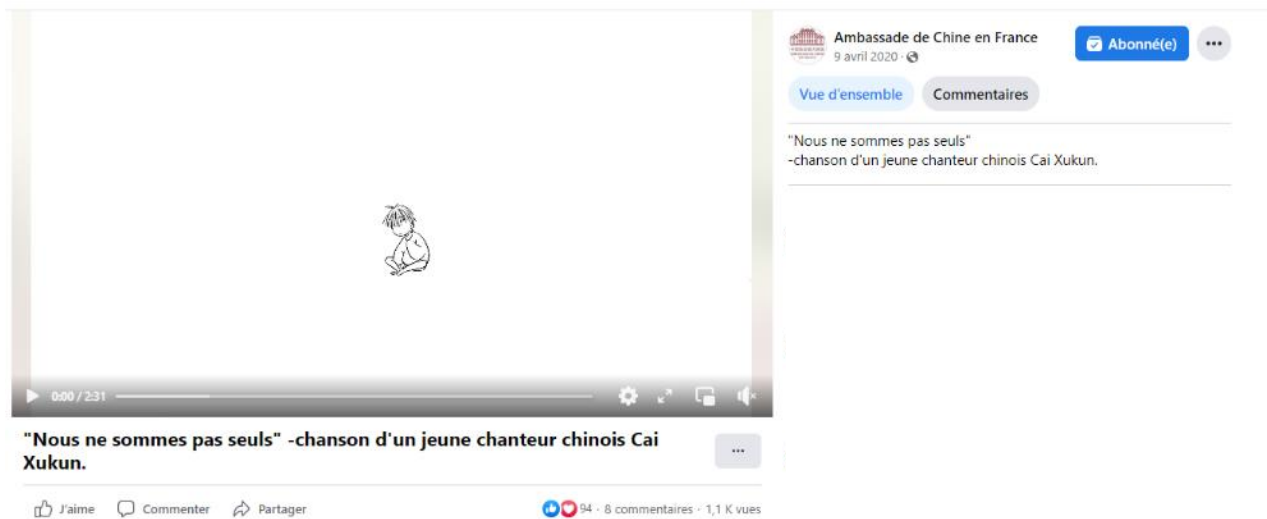 Ambassade de Chine en France
9 avril 2020 ·
Abonné(e)
Vue d'ensemble
Commentaires
"Nous ne sommes pas seuls"
-chanson d'un jeune chanteur chinois Cai Xukun.
0:00 / 2:31
"Nous ne sommes pas seuls" -chanson d'un jeune chanteur chinois Cai
Xukun.
J'aime Commenter Partager 94 · 8 commentaires · 1,1 K vues